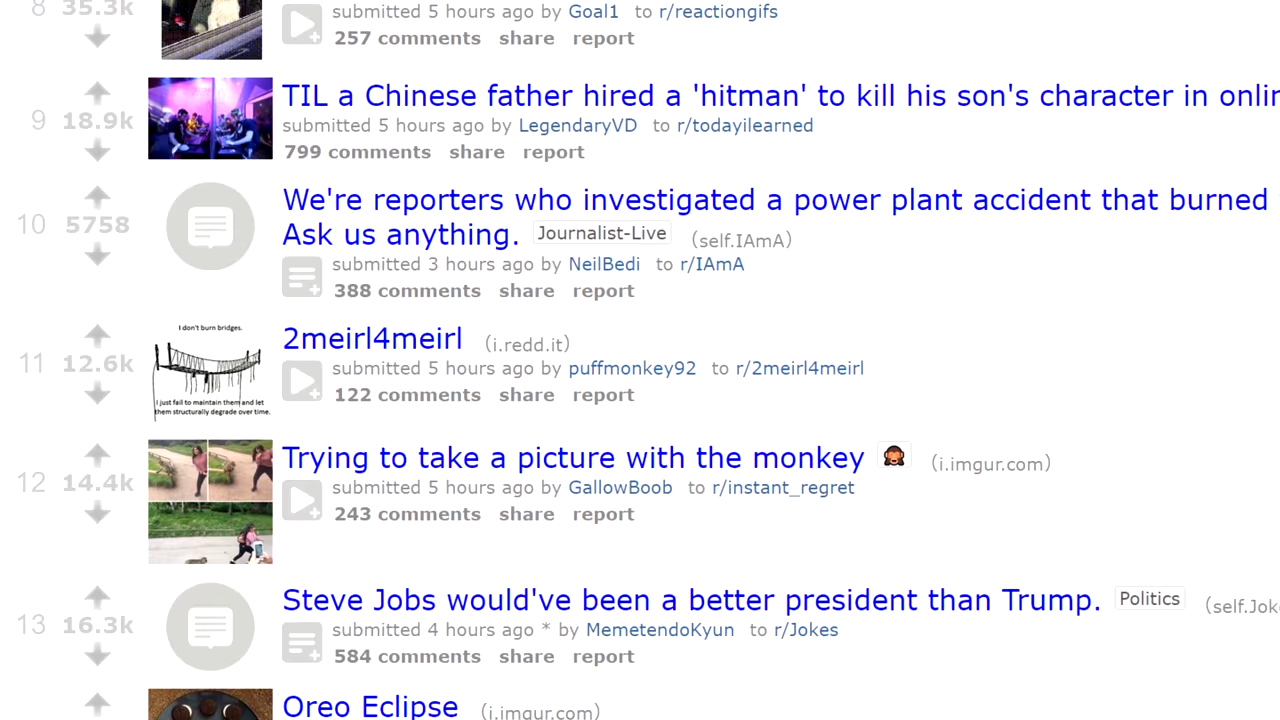 8 35.3k submitted 5 hours ago by Goal1 to r/reactiongifs
257 comments share report
TIL a Chinese father hired a 'hitman' to kill his son's character in onlin
9 18.9k submitted 5 hours ago by LegendaryVD to r/todayilearned
799 comments share report
We're reporters who investigated a power plant accident that burned
10 5758 Ask us anything. Journalist-Live (self.IAmA)
submitted 3 hours ago by NeilBedi to r/IAmA
388 comments share report
I don't burn bridges.
I just fail to maintain them and let
them structurally degrade over time.
2meirl4meirl (i.redd.it)
11 12.6k submitted 5 hours ago by puffmonkey92 to r/2meirl4meirl
122 comments share report
Trying to take a picture with the monkey (i.imgur.com)
12 14.4k submitted 5 hours ago by GallowBoob to r/instant_regret
243 comments share report
Steve Jobs would've been a better president than Trump. Politics (self.Joke
13 16.3k submitted 4 hours ago * by MemetendoKyun to r/Jokes
584 comments share report
Oreo Eclipse (i.imgur.com)